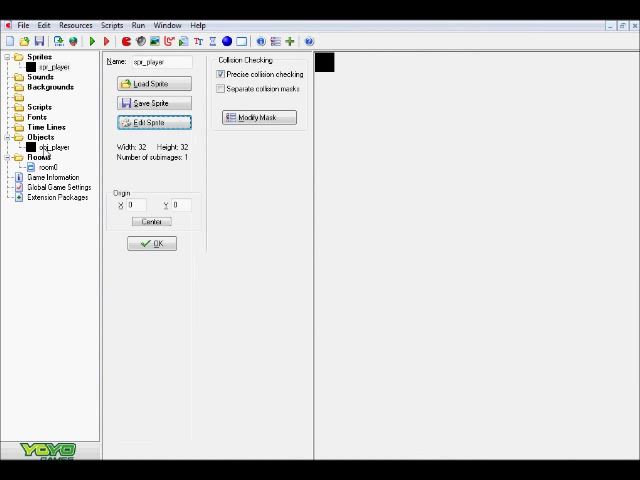 File Edit Resources Scripts Run Window Help
Sprites
spr_player
Sounds
Backgrounds
Scripts
Fonts
Time Lines
Objects
obj_player
Rooms
room0
Game Information
Global Game Settings
Extension Packages
YOYO
GAMES
Name: spr_player
Load Sprite
Save Sprite
Edit Sprite
Width: 32 Height: 32
Number of subimages: 1
Origin
X 0 Y 0
Center
OK
Collision Checking
Precise collision checking
Separate collision masks
Modify Mask